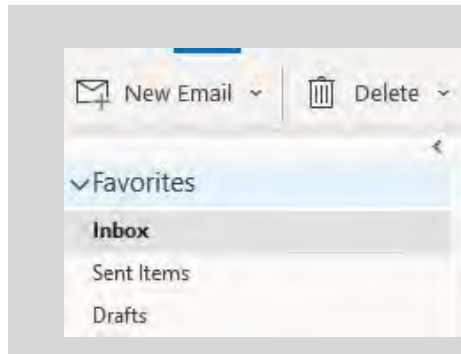 New Email Delete
Favorites
Inbox
Sent Items
Drafts